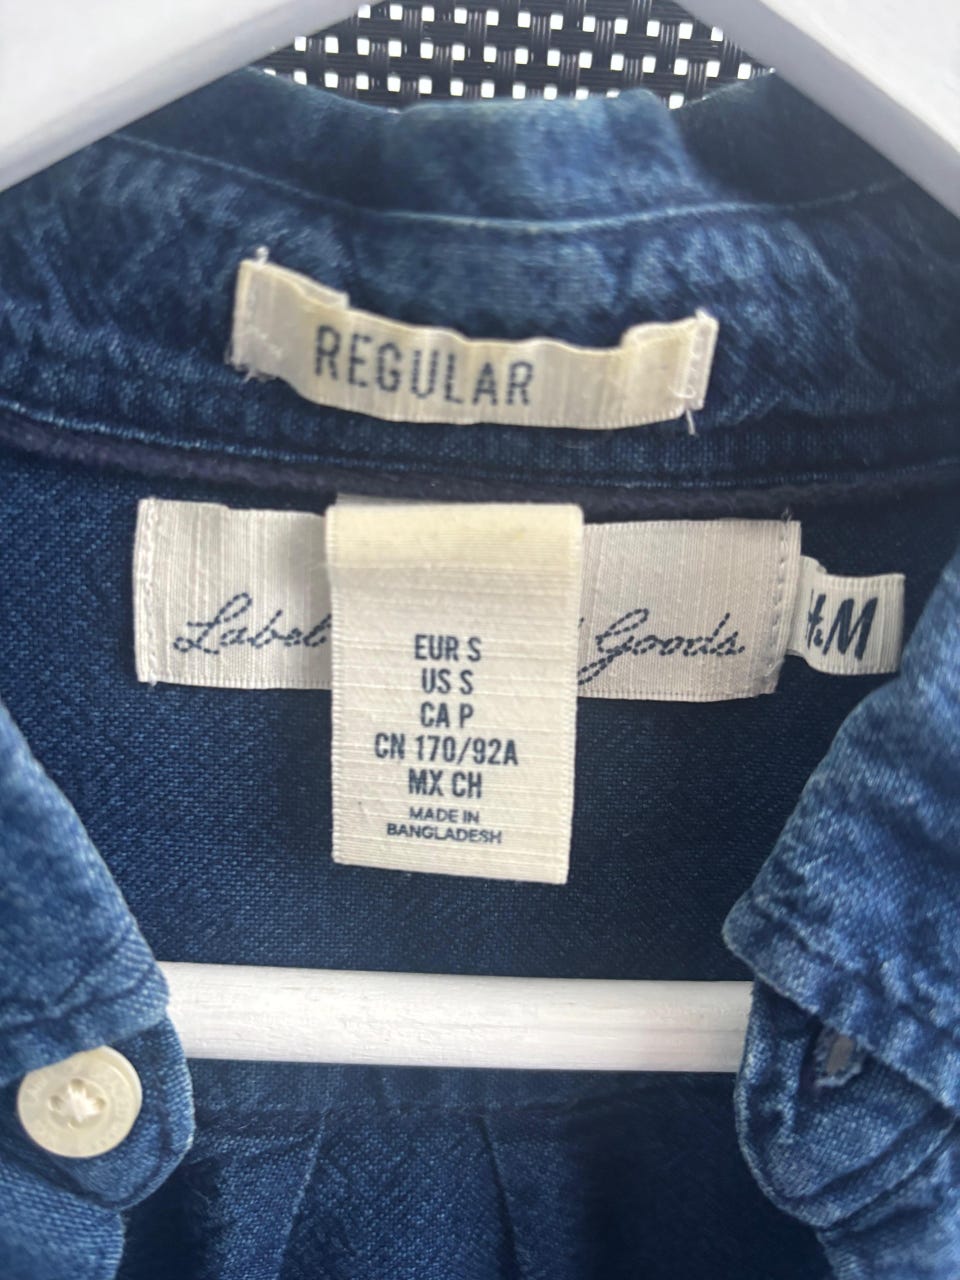 REGULAR
Label Goods
H&M
EUR S
US S
CA P
CN 170/92A
MX CH
MADE IN
BANGLADESH